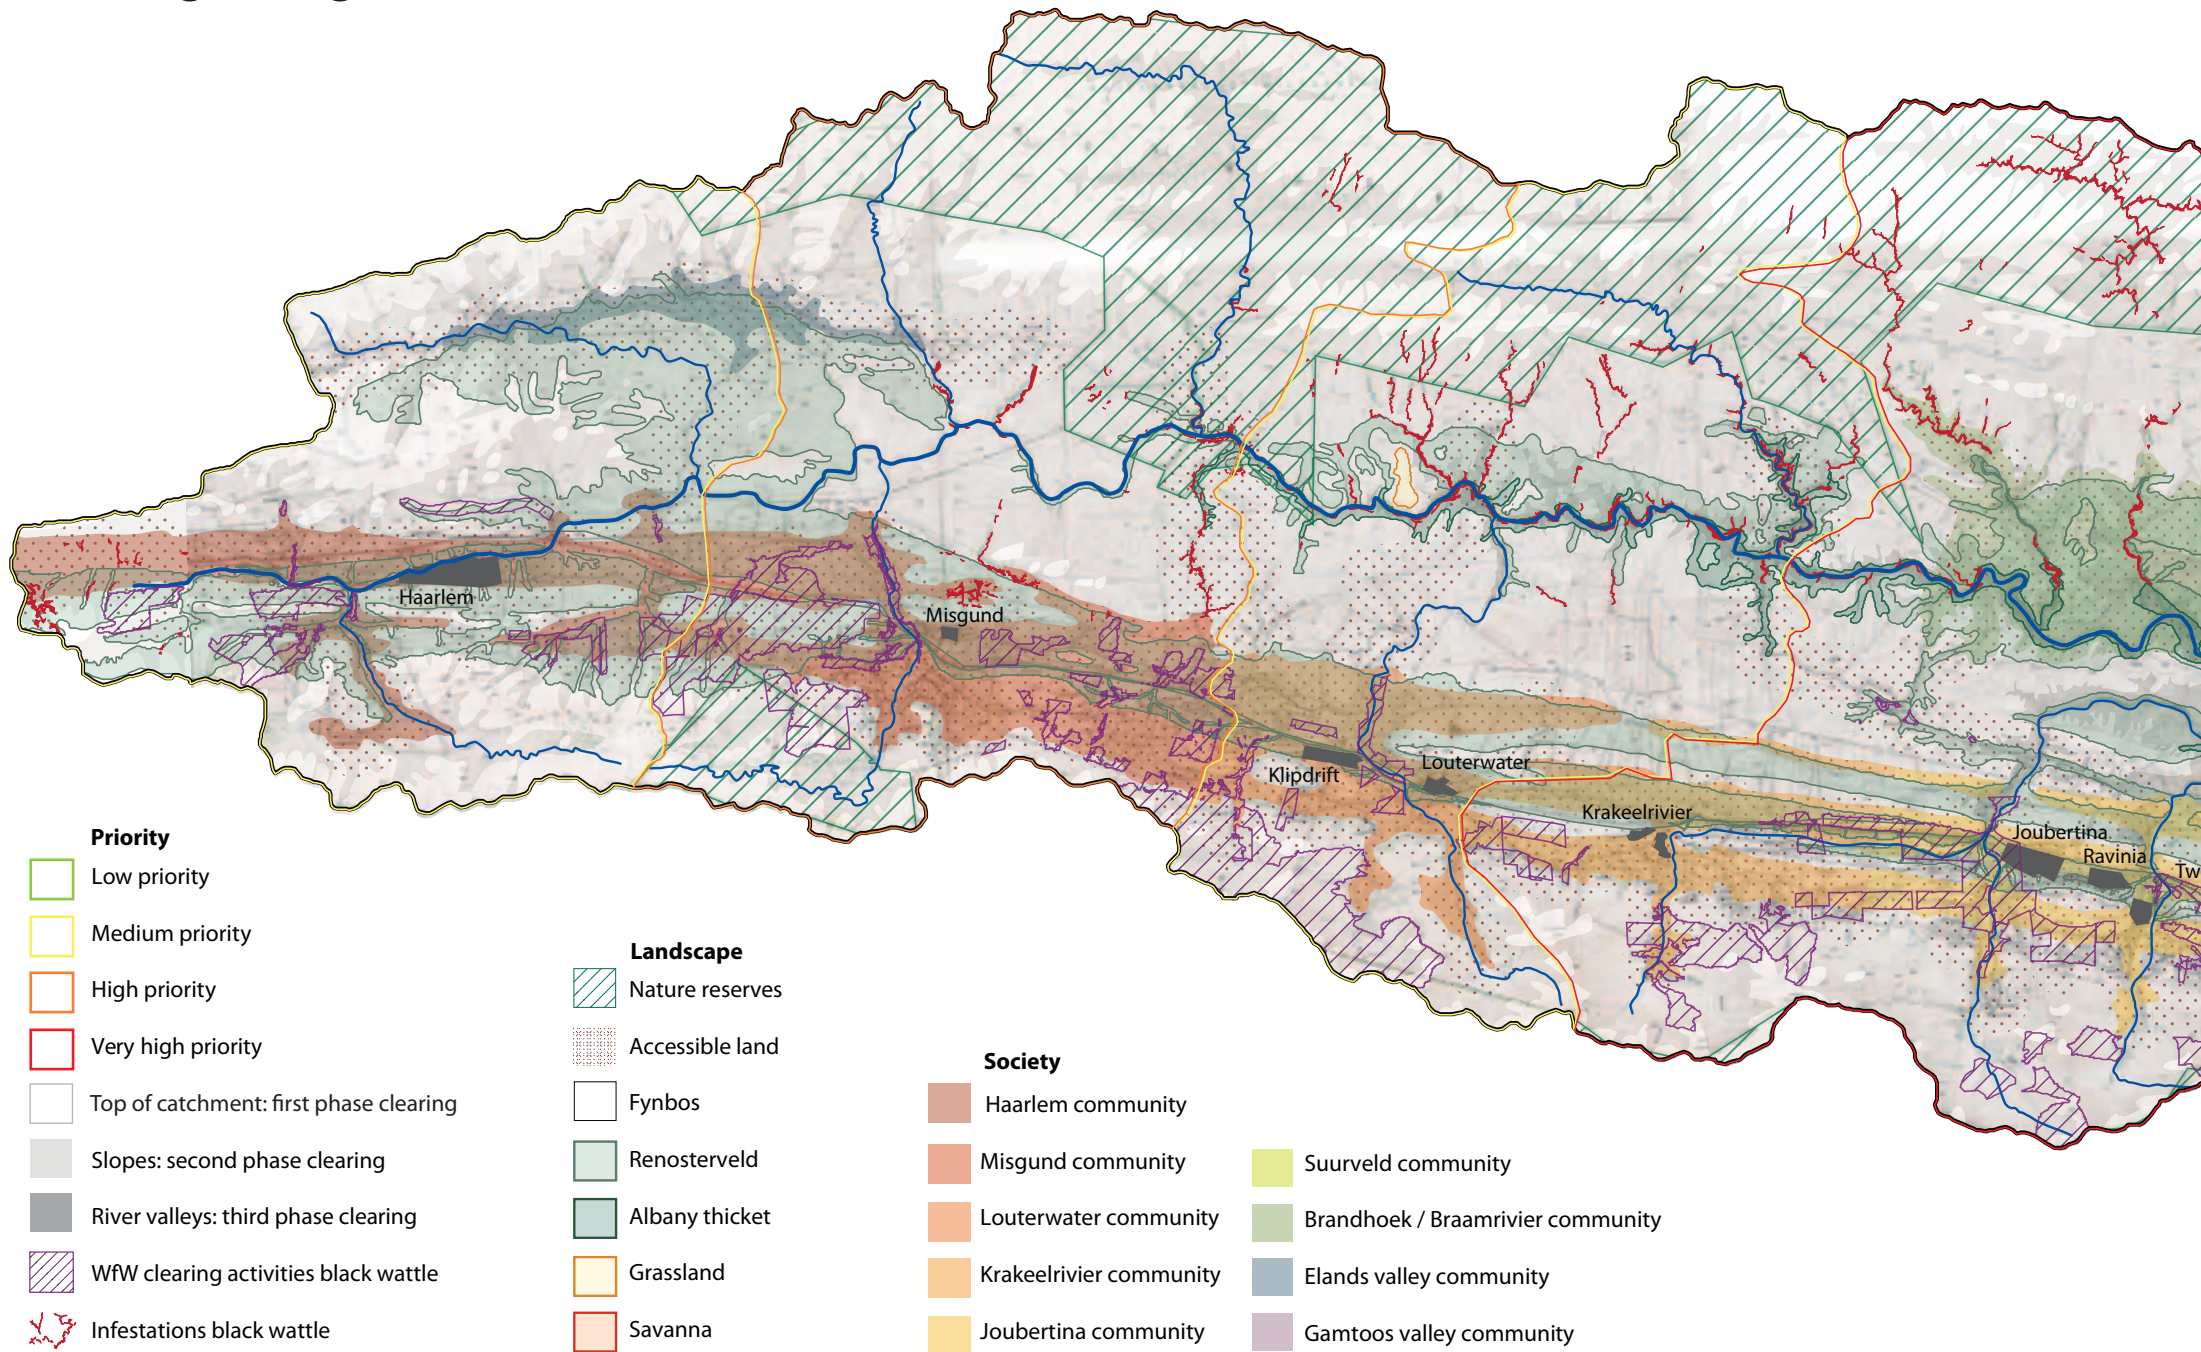 Haarlem
Misgund
Klipdrift
Louterwater
Krakeelrivier
Joubertina
Ravinia
Tw
Priority
Low priority
Medium priority
High priority
Very high priority
Top of catchment: first phase clearing
Slopes: second phase clearing
River valleys: third phase clearing
WfW clearing activities black wattle
Infestations black wattle
Landscape
Nature reserves
Accessible land
Fynbos
Renosterveld
Albany thicket
Grassland
Savanna
Society
Haarlem community
Misgund community
Louterwater community
Krakeelrivier community
Joubertina community
Suurveld community
Brandhoek / Braamrivier community
Elands valley community
Gamtoos valley community